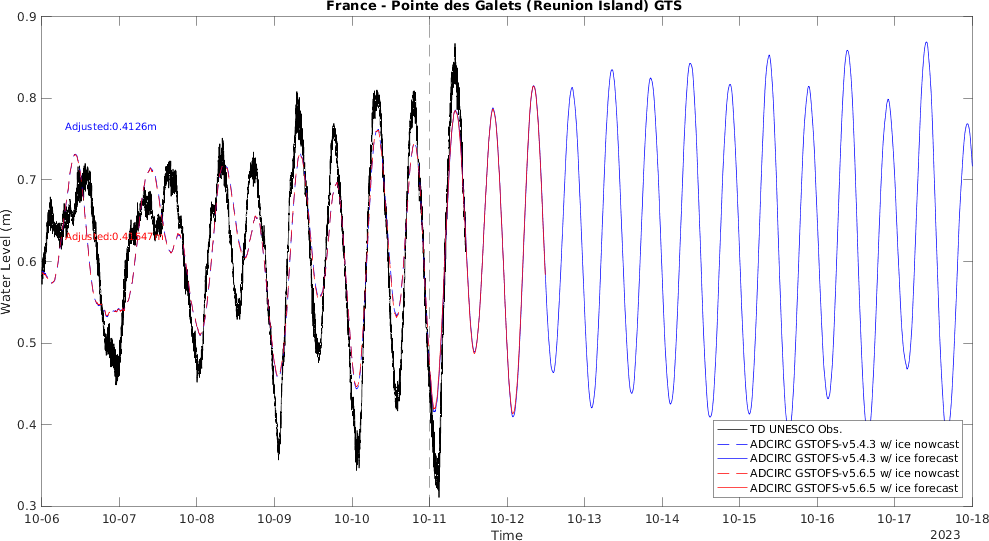 France - Pointe des Galets (Reunion Island) GTS
0.9
0.8
0.7
0.6
0.5
0.4
0.3
Water Level (m)
Adjusted:0.4126m
TD UNESCO Obs.
ADCIRC GSTOFS-v5.4.3 w/ ice nowcast
ADCIRC GSTOFS-v5.4.3 w/ ice forecast
ADCIRC GSTOFS-v5.6.5 w/ ice nowcast
ADCIRC GSTOFS-v5.6.5 w/ ice forecast
10-06 10-07 10-08 10-09 10-10 10-11 10-12 10-13 10-14 10-15 10-16 10-17 10-18
Time
2023